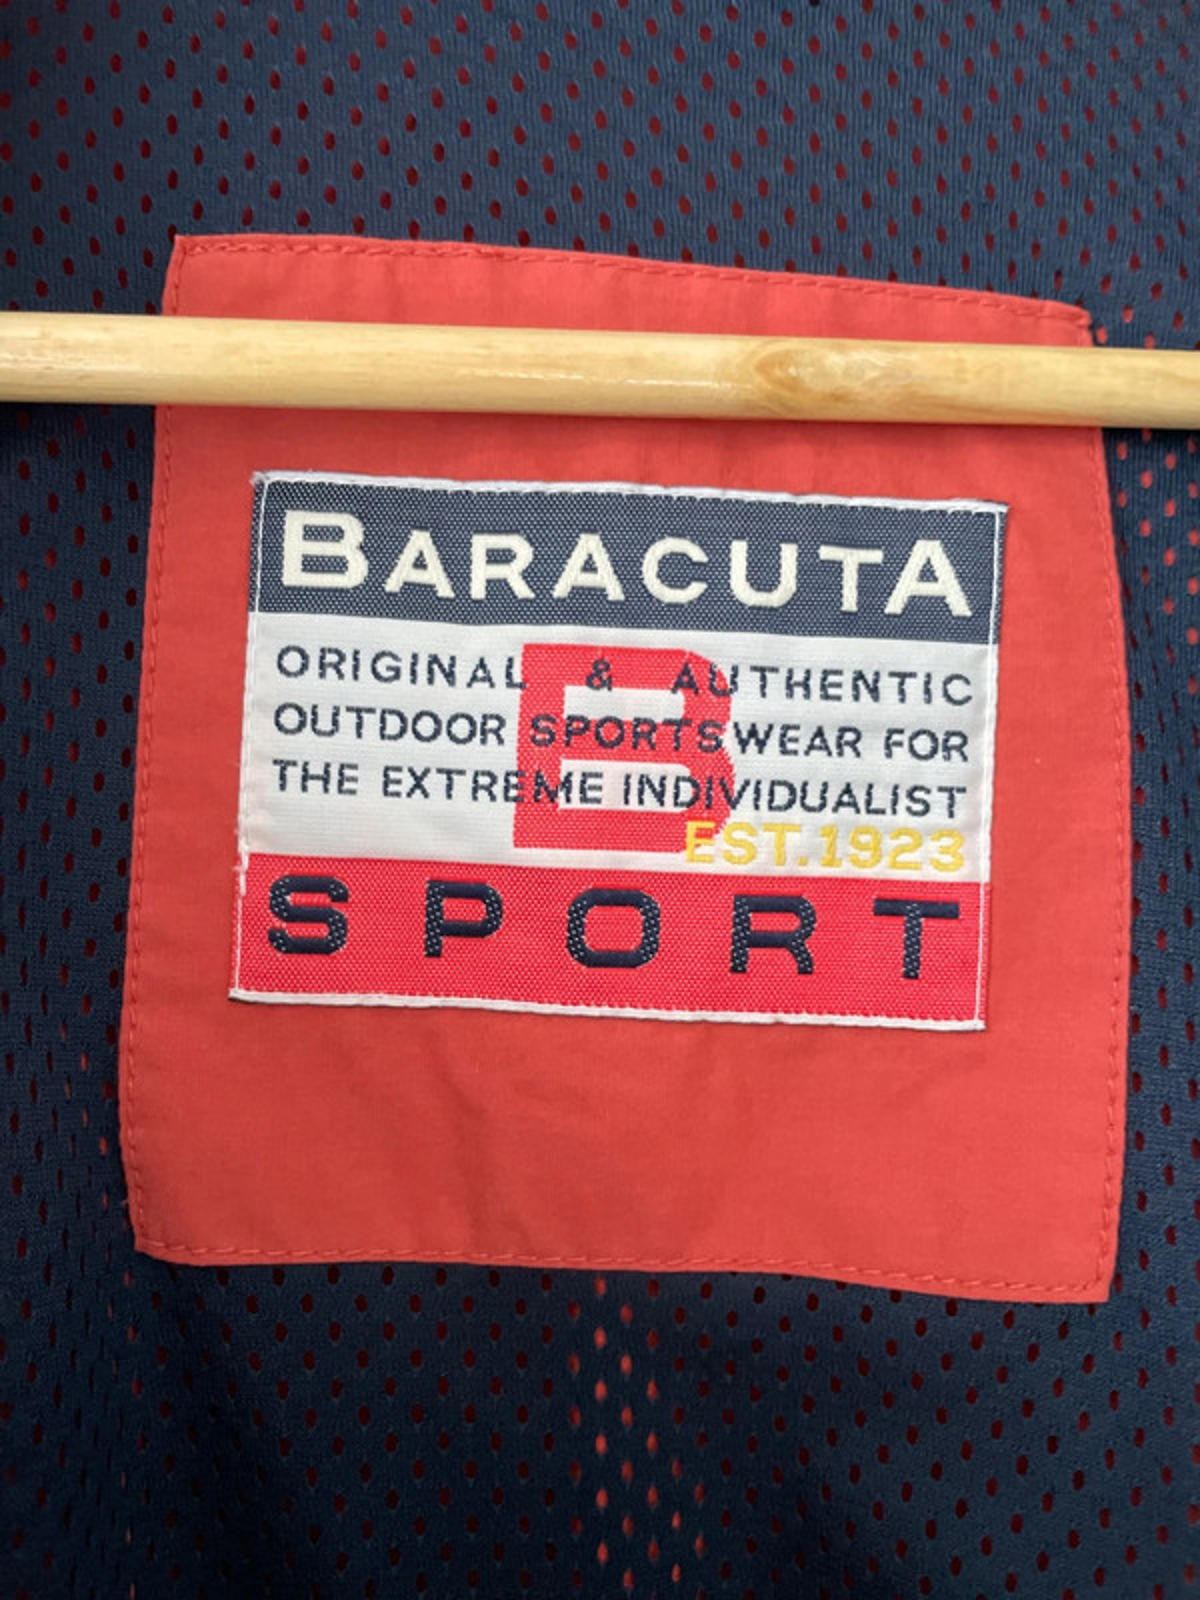 BARACUTA
ORIGINAL & AUTHENTIC
OUTDOOR SPORTSWEAR FOR
THE EXTREME INDIVIDUALIST
B
EST.1923
SPORT